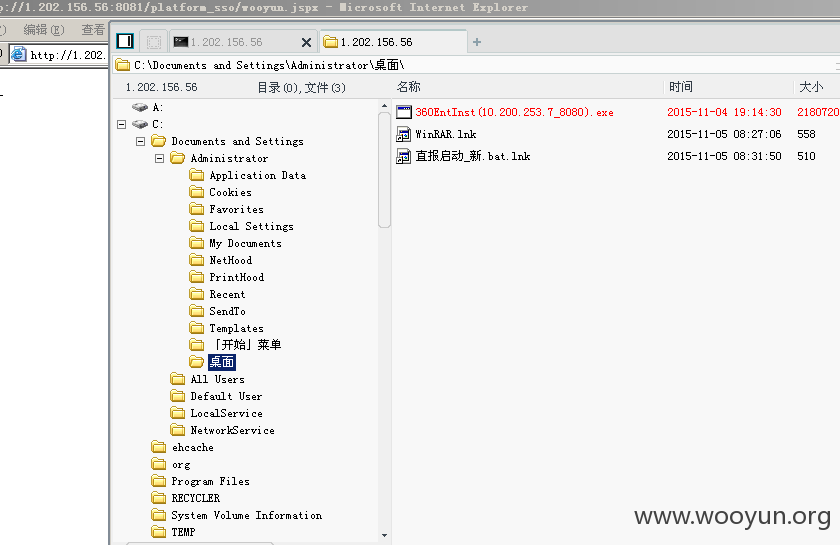 p://1.202.156.56:8081/platform_sso/wooyun.jspx - Microsoft Internet Explorer
编辑(E) 查看
http://1.202.
1.202.156.56
1.202.156.56
C:\Documents and Settings\Administrator\桌面\
1.202.156.56 目录(0),文件(3)
名称 时间 大小
A:
C:
Documents and Settings
Administrator
Application Data
Cookies
Favorites
Local Settings
My Documents
NetHood
PrintHood
Recent
SendTo
Templates
「开始」菜单
桌面
All Users
Default User
LocalService
NetworkService
ehcache
org
Program Files
RECYCLER
System Volume Information
TEMP
360EntInst(10.200.253.7_8080).exe 2015-11-04 19:14:30 2180720
WinRAR.lnk 2015-11-05 08:27:06 558
直报启动_新.bat.lnk 2015-11-05 08:31:50 510
www.wooyun.org